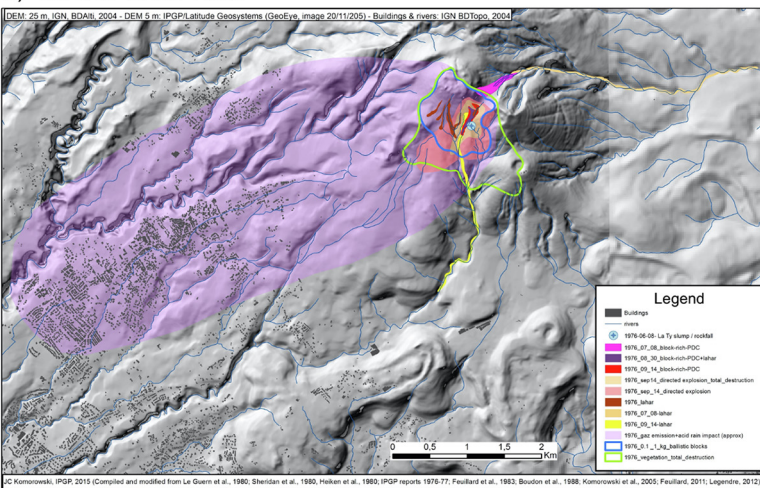 DEM: 25 m, IGN, BDAlti, 2004 - DEM 5 m: IPGP/Latitude Geosystems (GeoEye, image 20/11/205) - Buildings & rivers: IGN BDTopo, 2004
Legend
Buildings
rivers
1976-06-08- La Ty slump / rockfall
1976_07_08_block-rich-PDC
1976_08_30_block-rich-PDC+lahar
1976_09_14_block-rich-PDC
1976_sep14_directed explosion_total_destruction
1976_sep_14_directed explosion
1976_lahar
1976_07_08-lahar
1976_09_14-lahar
1976_gaz emission+acid rain impact (approx)
1976_0.1 _1_kg_ballistic blocks
1976_vegetation_total_destruction
0 0,5 1 1,5 2
Km
JC Komorowski, IPGP, 2015 (Compiled and modified from Le Guern et al., 1980; Sheridan et al., 1980, Heiken et al., 1980; IPGP reports 1976-77; Feuillard et al., 1983; Boudon et al., 1988; Komorowski et al., 2005; Feuillard, 2011; Legendre, 2012)